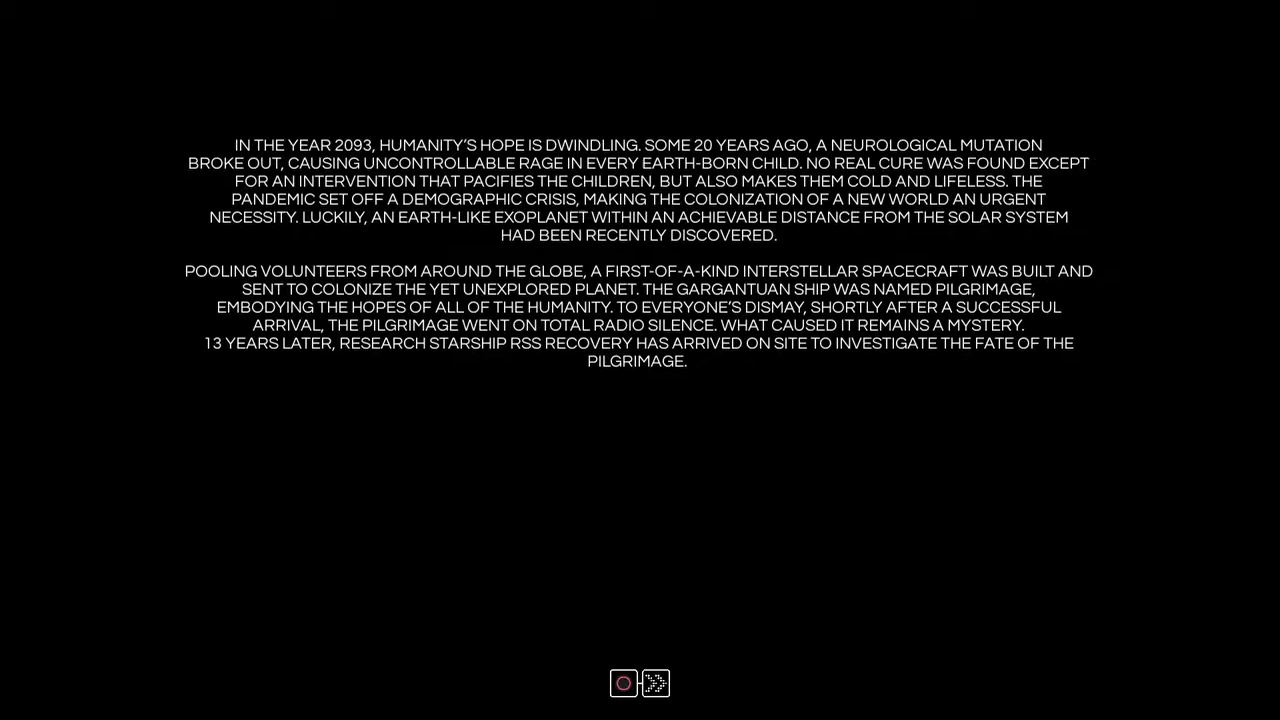 IN THE YEAR 2093, HUMANITY'S HOPE IS DWINDLING. SOME 20 YEARS AGO, A NEUROLOGICAL MUTATION
BROKE OUT, CAUSING UNCONTROLLABLE RAGE IN EVERY EARTH-BORN CHILD. NO REAL CURE WAS FOUND EXCEPT
FOR AN INTERVENTION THAT PACIFIES THE CHILDREN, BUT ALSO MAKES THEM COLD AND LIFELESS. THE
PANDEMIC SET OFF A DEMOGRAPHIC CRISIS, MAKING THE COLONIZATION OF A NEW WORLD AN URGENT
NECESSITY. LUCKILY, AN EARTH-LIKE EXOPLANET WITHIN AN ACHIEVABLE DISTANCE FROM THE SOLAR SYSTEM
HAD BEEN RECENTLY DISCOVERED.
POOLING VOLUNTEERS FROM AROUND THE GLOBE, A FIRST-OF-A-KIND INTERSTELLAR SPACECRAFT WAS BUILT AND
SENT TO COLONIZE THE YET UNEXPLORED PLANET. THE GARGANTUAN SHIP WAS NAMED PILGRIMAGE,
EMBODYING THE HOPES OF ALL OF THE HUMANITY. TO EVERYONE'S DISMAY, SHORTLY AFTER A SUCCESSFUL
ARRIVAL, THE PILGRIMAGE WENT ON TOTAL RADIO SILENCE. WHAT CAUSED IT REMAINS A MYSTERY.
13 YEARS LATER, RESEARCH STARSHIP RSS RECOVERY HAS ARRIVED ON SITE TO INVESTIGATE THE FATE OF THE
PILGRIMAGE.